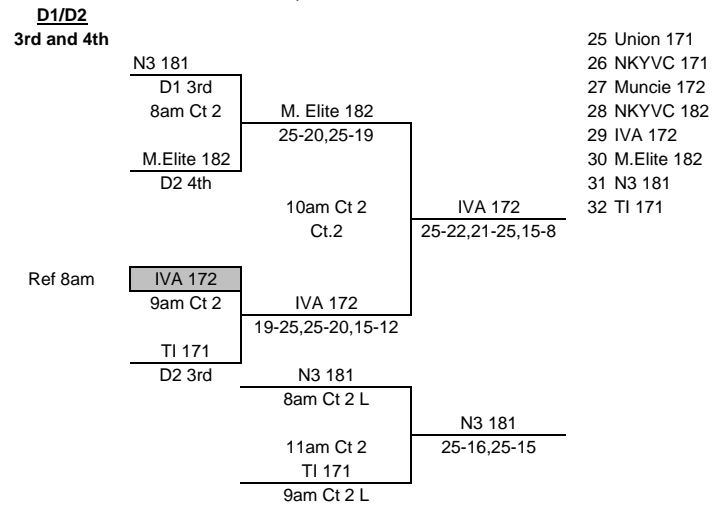 D1/D2
3rd and 4th
25 Union 171
N3 181
26 NKYVC 171
D1 3rd
27 Muncie 172
8am Ct 2
M. Elite 182
28 NKYVC 182
25-20,25-19
29 IVA 172
M.Elite 182
30 M.Elite 182
D2 4th
31 N3 181
10am Ct 2
IVA 172
32 TI 171
Ct.2
25-22,21-25,15-8
Ref 8am
IVA 172
9am Ct 2
IVA 172
19-25,25-20,15-12
TI 171
D2 3rd
N3 181
8am Ct 2 L
N3 181
11am Ct 2
25-16,25-15
TI 171
9am Ct 2 L